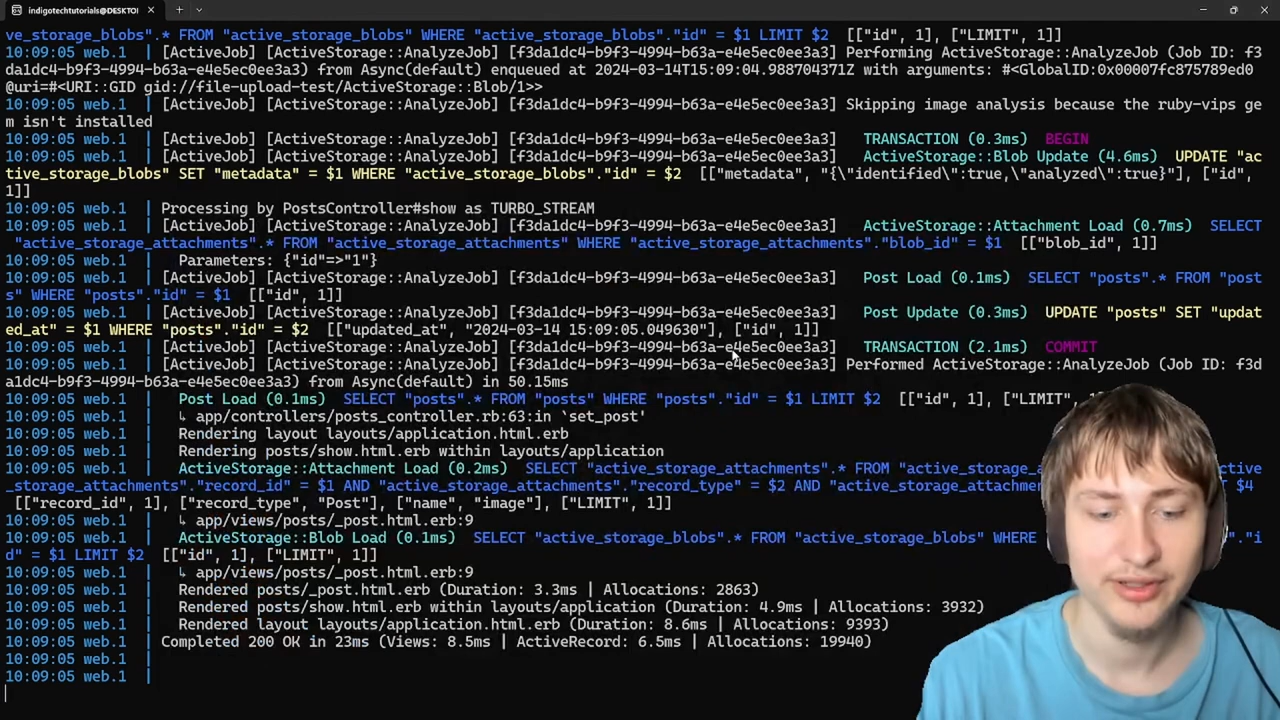 indigotechtutorials@DESKTO
ve_storage_blobs".* FROM "active_storage_blobs" WHERE "active_storage_blobs"."id" = $1 LIMIT $2  [["id", 1], ["LIMIT", 1]]
10:09:05 web.1  | [ActiveJob] [ActiveStorage::AnalyzeJob] [f3da1dc4-b9f3-4994-b63a-e4e5ec0ee3a3] Performing ActiveStorage::AnalyzeJob (Job ID: f3
da1dc4-b9f3-4994-b63a-e4e5ec0ee3a3) from Async(default) enqueued at 2024-03-14T15:09:04.988704371Z with arguments: #<GlobalID:0x00007fc875789ed0
@uri=#<URI::GID gid://file-upload-test/ActiveStorage::Blob/1>>
10:09:05 web.1  | [ActiveJob] [ActiveStorage::AnalyzeJob] [f3da1dc4-b9f3-4994-b63a-e4e5ec0ee3a3] Skipping image analysis because the ruby-vips ge
m isn't installed
10:09:05 web.1  | [ActiveJob] [ActiveStorage::AnalyzeJob] [f3da1dc4-b9f3-4994-b63a-e4e5ec0ee3a3]   TRANSACTION (0.3ms)  BEGIN
10:09:05 web.1  | [ActiveJob] [ActiveStorage::AnalyzeJob] [f3da1dc4-b9f3-4994-b63a-e4e5ec0ee3a3]   ActiveStorage::Blob Update (4.6ms)  UPDATE "ac
tive_storage_blobs" SET "metadata" = $1 WHERE "active_storage_blobs"."id" = $2  [["metadata", "{\"identified\":true,\"analyzed\":true}"], ["id",
1]]
10:09:05 web.1  | Processing by PostsController#show as TURBO_STREAM
10:09:05 web.1  | [ActiveJob] [ActiveStorage::AnalyzeJob] [f3da1dc4-b9f3-4994-b63a-e4e5ec0ee3a3]   ActiveStorage::Attachment Load (0.7ms)  SELECT
"active_storage_attachments".* FROM "active_storage_attachments" WHERE "active_storage_attachments"."blob_id" = $1  [["blob_id", 1]]
10:09:05 web.1  |   Parameters: {"id"=>"1"}
10:09:05 web.1  | [ActiveJob] [ActiveStorage::AnalyzeJob] [f3da1dc4-b9f3-4994-b63a-e4e5ec0ee3a3]   Post Load (0.1ms)  SELECT "posts".* FROM "post
s" WHERE "posts"."id" = $1  [["id", 1]]
10:09:05 web.1  | [ActiveJob] [ActiveStorage::AnalyzeJob] [f3da1dc4-b9f3-4994-b63a-e4e5ec0ee3a3]   Post Update (0.3ms)  UPDATE "posts" SET "updat
ed_at" = $1 WHERE "posts"."id" = $2  [["updated_at", "2024-03-14 15:09:05.049630"], ["id", 1]]
10:09:05 web.1  | [ActiveJob] [ActiveStorage::AnalyzeJob] [f3da1dc4-b9f3-4994-b63a-e4e5ec0ee3a3]   TRANSACTION (2.1ms)  COMMIT
10:09:05 web.1  | [ActiveJob] [ActiveStorage::AnalyzeJob] [f3da1dc4-b9f3-4994-b63a-e4e5ec0ee3a3] Performed ActiveStorage::AnalyzeJob (Job ID: f3d
a1dc4-b9f3-4994-b63a-e4e5ec0ee3a3) from Async(default) in 50.15ms
10:09:05 web.1  |   Post Load (0.1ms)  SELECT "posts".* FROM "posts" WHERE "posts"."id" = $1 LIMIT $2  [["id", 1], ["LIMIT", 1
10:09:05 web.1  |   ↳ app/controllers/posts_controller.rb:63:in `set_post'
10:09:05 web.1  |   Rendering layout layouts/application.html.erb
10:09:05 web.1  |   Rendering posts/show.html.erb within layouts/application
10:09:05 web.1  |   ActiveStorage::Attachment Load (0.2ms)  SELECT "active_storage_attachments".* FROM "active_storage_a ctive
_storage_attachments"."record_id" = $1 AND "active_storage_attachments"."record_type" = $2 AND "active_storage_attachme $4
[["record_id", 1], ["record_type", "Post"], ["name", "image"], ["LIMIT", 1]]
10:09:05 web.1  |   ↳ app/views/posts/_post.html.erb:9
10:09:05 web.1  |   ActiveStorage::Blob Load (0.1ms)  SELECT "active_storage_blobs".* FROM "active_storage_blobs" WHERE "."i
d" = $1 LIMIT $2  [["id", 1], ["LIMIT", 1]]
10:09:05 web.1  |   ↳ app/views/posts/_post.html.erb:9
10:09:05 web.1  |   Rendered posts/_post.html.erb (Duration: 3.3ms | Allocations: 2863)
10:09:05 web.1  |   Rendered posts/show.html.erb within layouts/application (Duration: 4.9ms | Allocations: 3932)
10:09:05 web.1  |   Rendered layout layouts/application.html.erb (Duration: 8.6ms | Allocations: 9393)
10:09:05 web.1  | Completed 200 OK in 23ms (Views: 8.5ms | ActiveRecord: 6.5ms | Allocations: 19940)
10:09:05 web.1  |
10:09:05 web.1  |